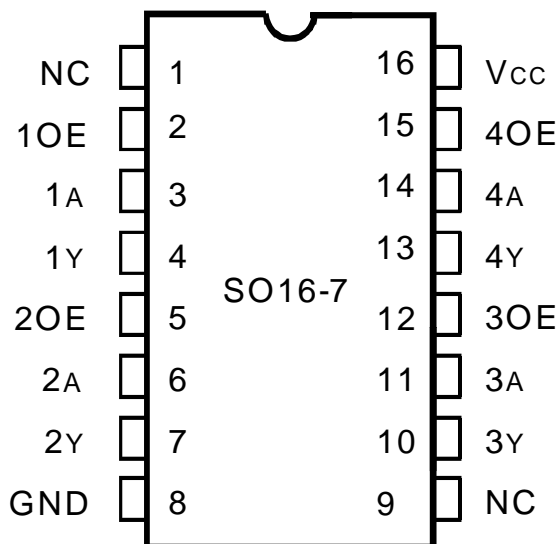 NC 1 16 VCC
1OE 2 15 4OE
1A 3 14 4A
1Y 4 13 4Y
SO16-7
2OE 5 12 3OE
2A 6 11 3A
2Y 7 10 3Y
GND 8 9 NC